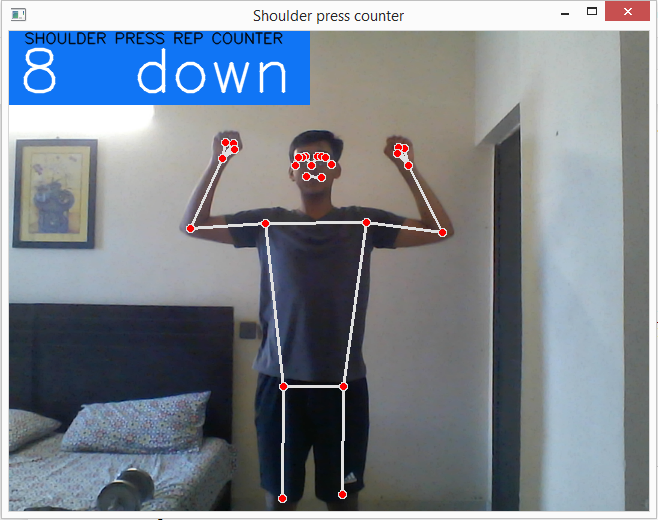 Shoulder press counter
SHOULDER PRESS REP COUNTER
8 down